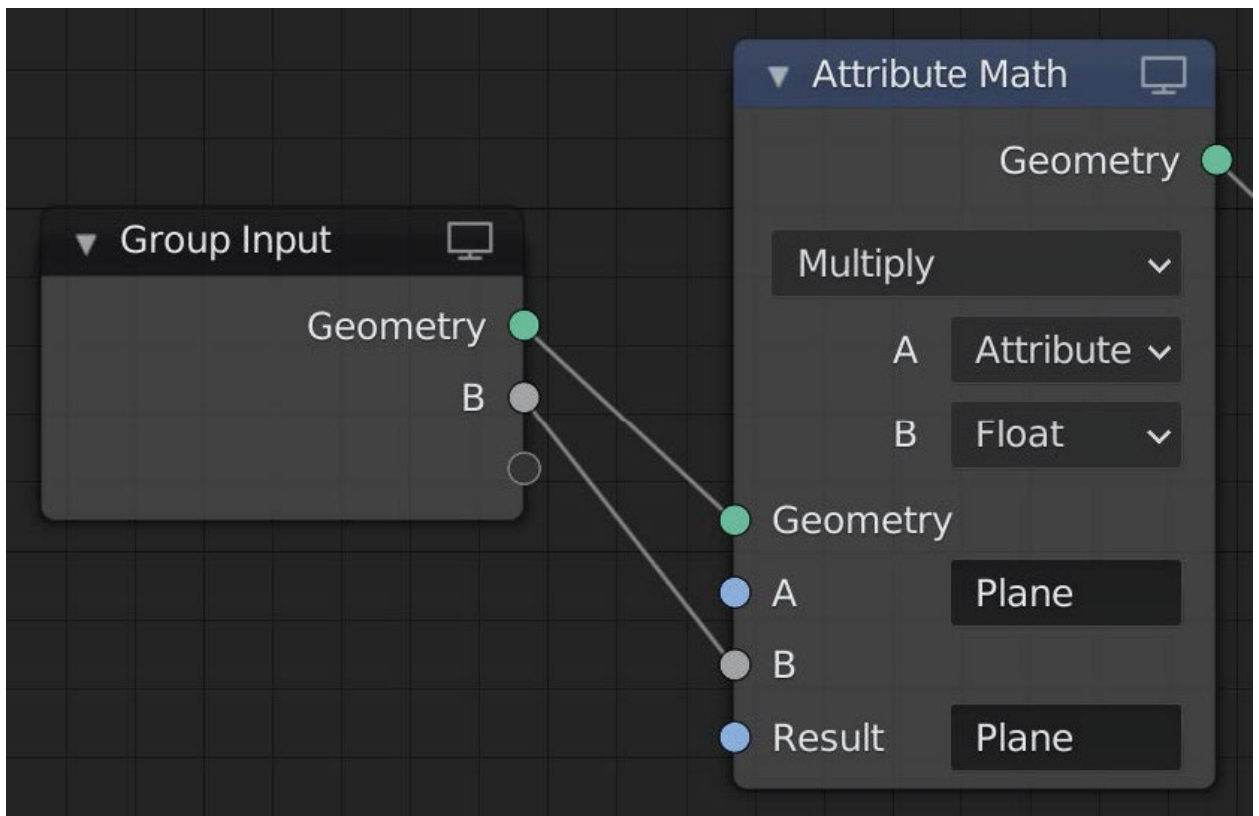 Group Input
Geometry
B
Attribute Math
Geometry
Multiply
A Attribute
B Float
Geometry
A Plane
B
Result Plane